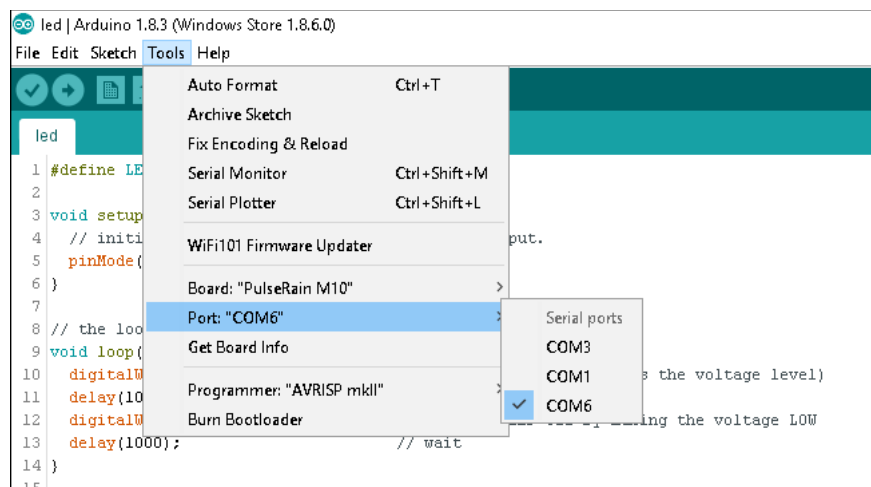 led | Arduino 1.8.3 (Windows Store 1.8.6.0)
File Edit Sketch Tools Help
Auto Format Ctrl+T
Archive Sketch
Fix Encoding & Reload
Serial Monitor Ctrl+Shift+M
Serial Plotter Ctrl+Shift+L
WiFi101 Firmware Updater
Board: "PulseRain M10"
Port: "COM6"
Get Board Info
Programmer: "AVRISP mkII"
Burn Bootloader
Serial ports
COM3
COM1
COM6
led
1 #define LE
2
3 void setup
4 // initi put.
5 pinMode(
6 }
7
8 // the loo
9 void loop(
10 digitalW s the voltage level)
11 delay(10
12 digitalW the voltage LOW
13 delay(1000); // wait
14 }